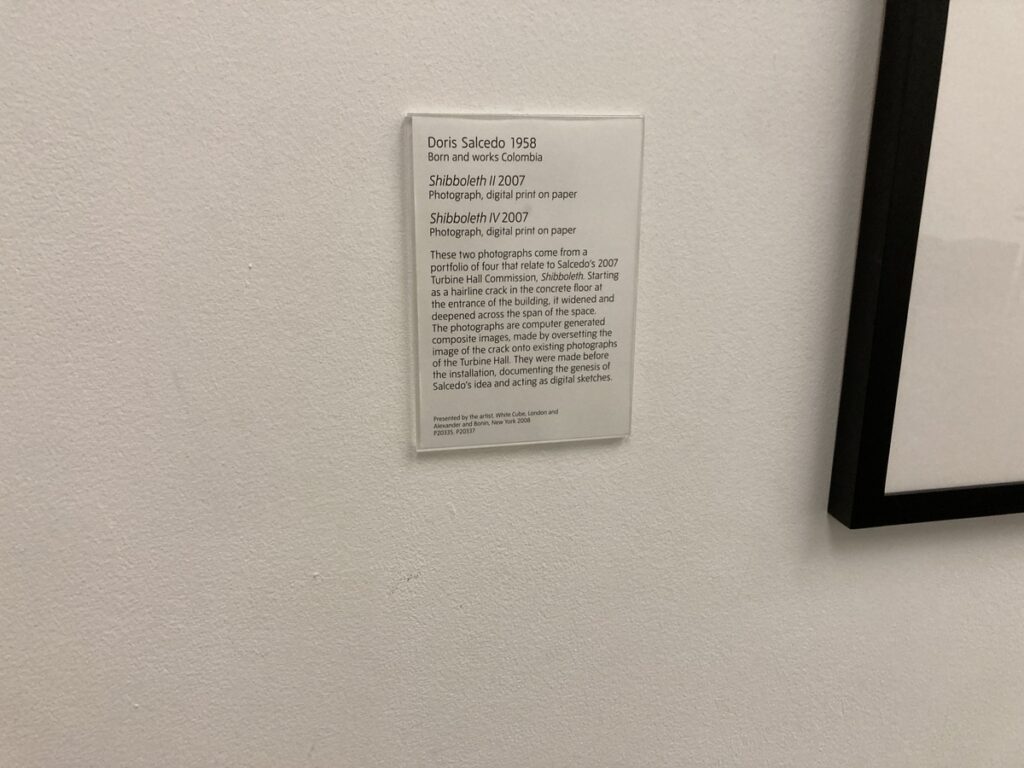 Doris Salcedo 1958
Born and works Colombia
Shibboleth II 2007
Photograph, digital print on paper
Shibboleth IV 2007
Photograph, digital print on paper
These two photographs come from a
portfolio of four that relate to Salcedo's 2007
Turbine Hall Commission, Shibboleth. Starting
as a hairline crack in the concrete floor at
the entrance of the building, it widened and
deepened across the span of the space.
The photographs are computer generated
composite images, made by oversetting the
image of the crack onto existing photographs
of the Turbine Hall. They were made before
the installation, documenting the genesis of
Salcedo's idea and acting as digital sketches.
Presented by the artist, White Cube, London and
Alexander and Bonin, New York 2008
P20335, P20337